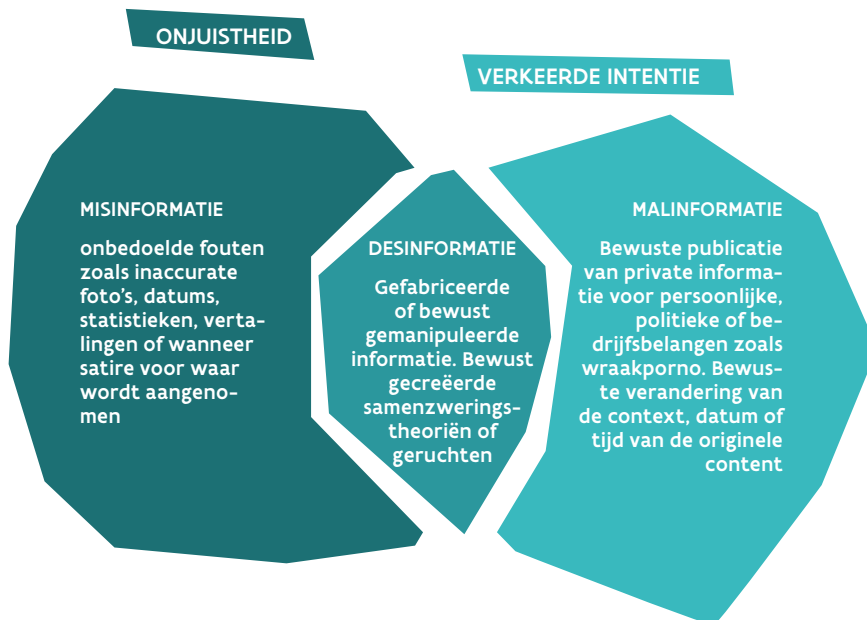 ONJUISTHEID
VERKEERDE INTENTIE
MISINFORMATIE
onbedoelde fouten
zoals inaccurate
foto's, datums,
statistieken, verta-
lingen of wanneer
satire voor waar
wordt aangeno-
men
DESINFORMATIE
Gefabriceerde
of bewust
gemanipuleerde
informatie. Bewust
gecreëerde
samenzwerings-
theoriën of
geruchten
MALINFORMATIE
Bewuste publicatie
van private informa-
tie voor persoonlijke,
politieke of be-
drijfsbelangen zoals
wraakporno. Bewus-
te verandering van
de context, datum of
tijd van de originele
content